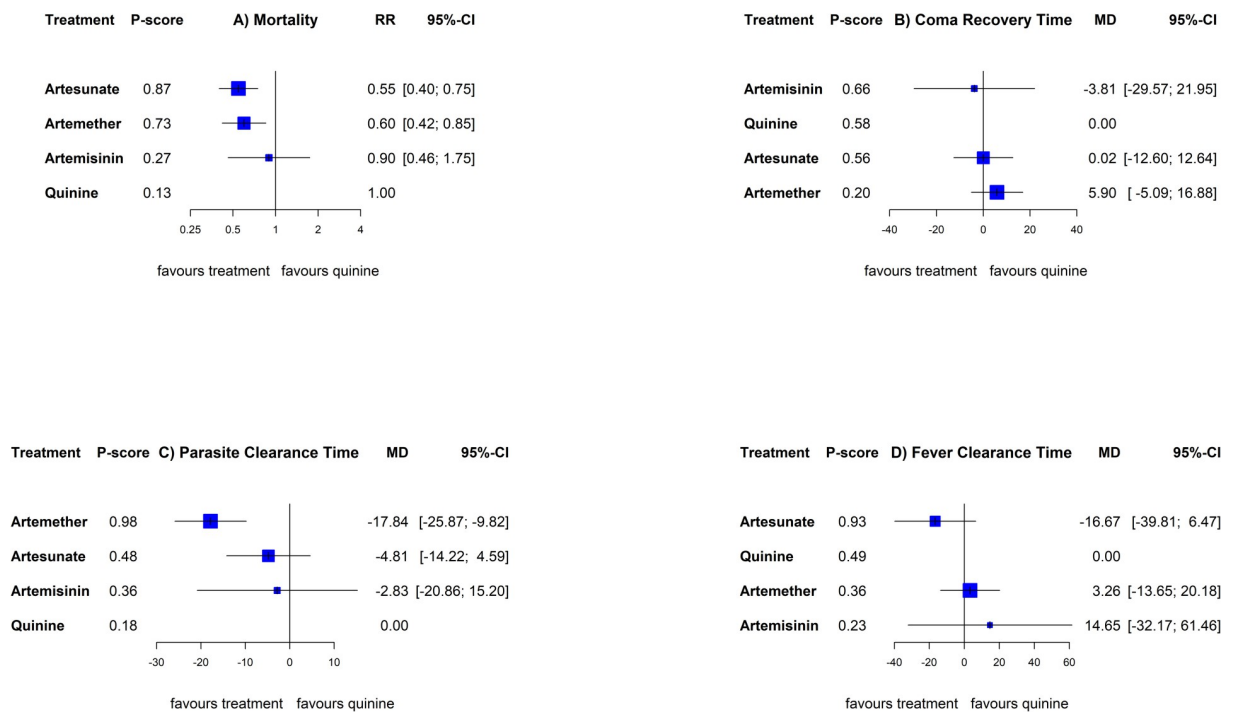 Treatment P-score A) Mortality RR 95%-CI
Artesunate 0.87 0.55 [0.40; 0.75]
Artemether 0.73 0.60 [0.42; 0.85]
Artemisinin 0.27 0.90 [0.46; 1.75]
Quinine 0.13 1.00
0.25 0.5 1 2 4
favours treatment favours quinine
Treatment P-score B) Coma Recovery Time MD 95%-CI
Artemisinin 0.66 -3.81 [-29.57; 21.95]
Quinine 0.58 0.00
Artesunate 0.56 0.02 [-12.60; 12.64]
Artemether 0.20 5.90 [ -5.09; 16.88]
-40 -20 0 20 40
favours treatment favours quinine
Treatment P-score C) Parasite Clearance Time MD 95%-CI
Artemether 0.98 -17.84 [-25.87; -9.82]
Artesunate 0.48 -4.81 [-14.22; 4.59]
Artemisinin 0.36 -2.83 [-20.86; 15.20]
Quinine 0.18 0.00
-30 -20 -10 0 10
favours treatment favours quinine
Treatment P-score D) Fever Clearance Time MD 95%-CI
Artesunate 0.93 -16.67 [-39.81; 6.47]
Quinine 0.49 0.00
Artemether 0.36 3.26 [-13.65; 20.18]
Artemisinin 0.23 14.65 [-32.17; 61.46]
-40 -20 0 20 40 60
favours treatment favours quinine